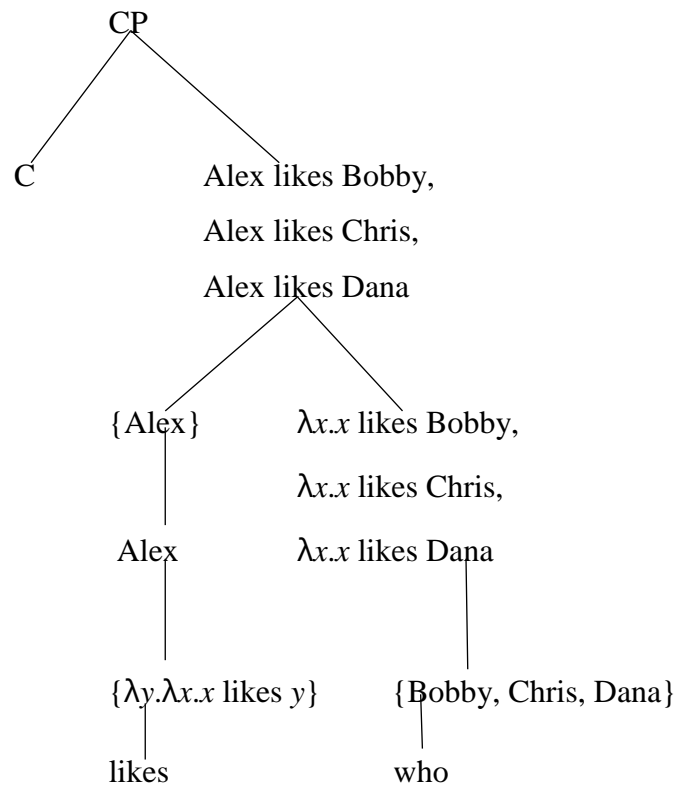 CP
C
Alex likes Bobby,
Alex likes Chris,
Alex likes Dana
{Alex}
λx.x likes Bobby,
λx.x likes Chris,
Alex
λx.x likes Dana
{λy.λx.x likes y}
{Bobby, Chris, Dana}
likes
who